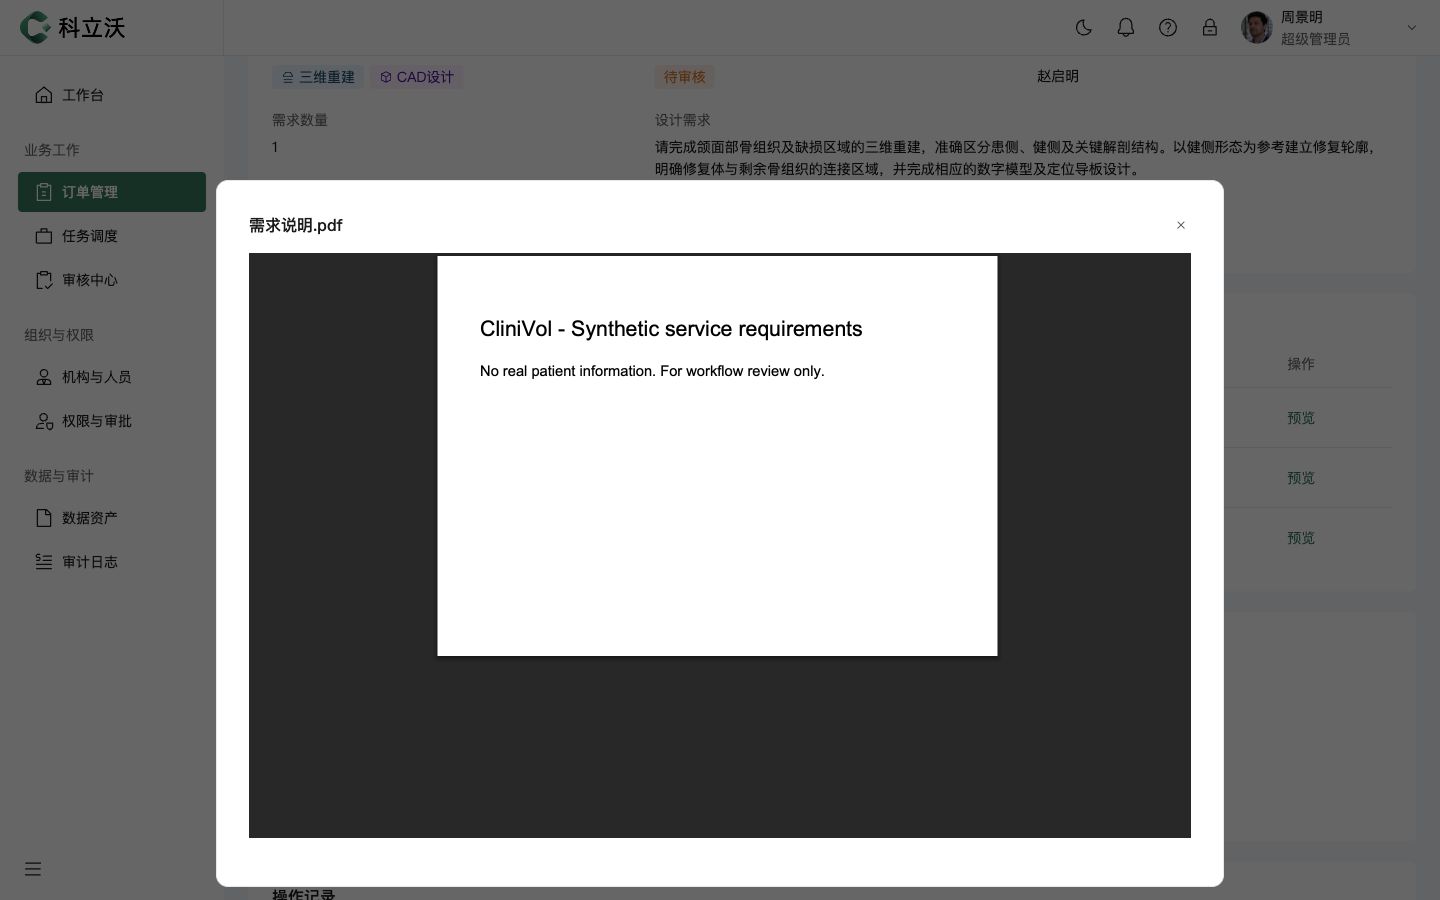 科立沃
周景明
超级管理员
工作台
业务工作
订单管理
任务调度
审核中心
组织与权限
机构与人员
权限与审批
数据与审计
数据资产
审计日志
三维重建
CAD设计
待审核
赵启明
需求数量
1
设计需求
请完成颌面部骨组织及缺损区域的三维重建，准确区分患侧、健侧及关键解剖结构。以健侧形态为参考建立修复轮廓，
明确修复体与剩余骨组织的连接区域，并完成相应的数字模型及定位导板设计。
需求说明.pdf
CliniVol - Synthetic service requirements
No real patient information. For workflow review only.
操作
预览
预览
预览
操作记录